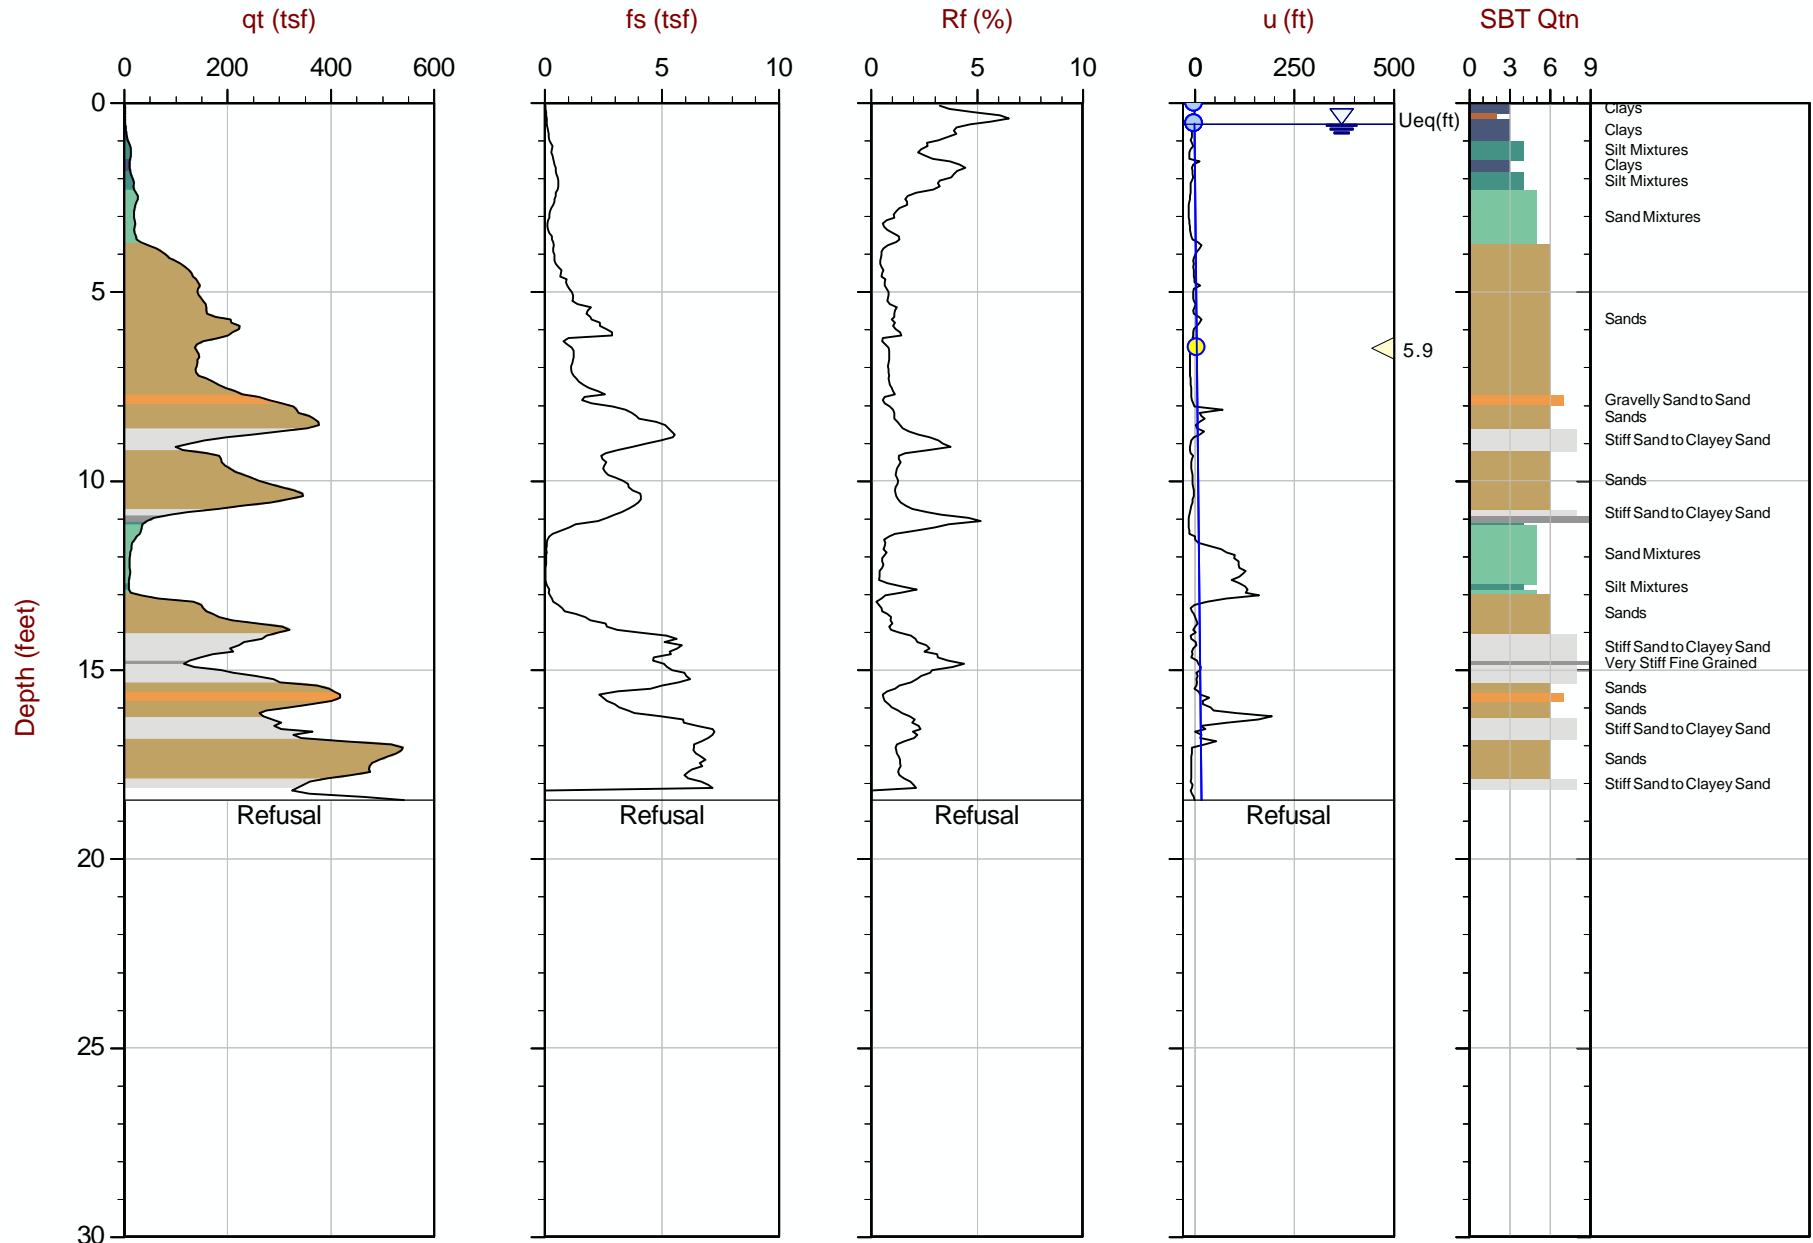 qt (tsf)
fs (tsf)
Rf (%)
u (ft)
SBT Qtn
0 200 400 600
0 5 10
0 5 10
0 250 500
0 3 6 9
Depth (feet)
0
5
10
15
20
25
30
Ueq(ft)
5.9
Clays
Clays
Silt Mixtures
Clays
Silt Mixtures
Sand Mixtures
Sands
Gravelly Sand to Sand
Sands
Stiff Sand to Clayey Sand
Sands
Stiff Sand to Clayey Sand
Sand Mixtures
Silt Mixtures
Sands
Stiff Sand to Clayey Sand
Very Stiff Fine Grained
Sands
Sands
Stiff Sand to Clayey Sand
Sands
Stiff Sand to Clayey Sand
Refusal
Refusal
Refusal
Refusal